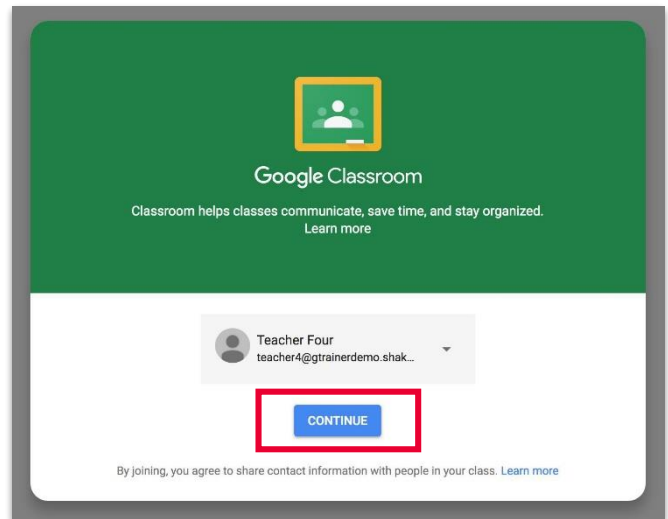 Google Classroom
Classroom helps classes communicate, save time, and stay organized.
Learn more
Teacher Four
teacher4@gtrainerdemo.shak...
CONTINUE
By joining, you agree to share contact information with people in your class. Learn more